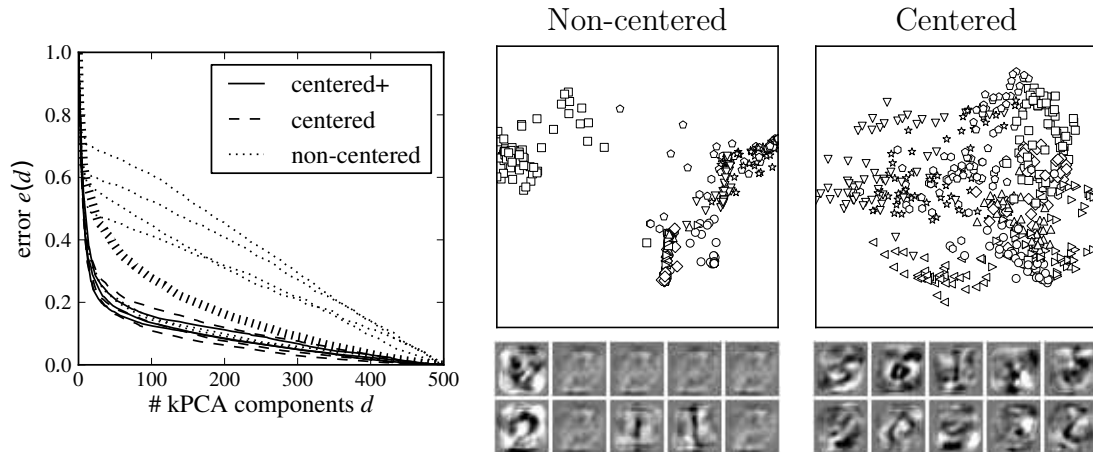 Non-centered
Centered
1.0
0.8
0.6
0.4
0.2
0.0
error e(d)
centered+
centered
non-centered
0
100
200
300
400
500
# kPCA components d